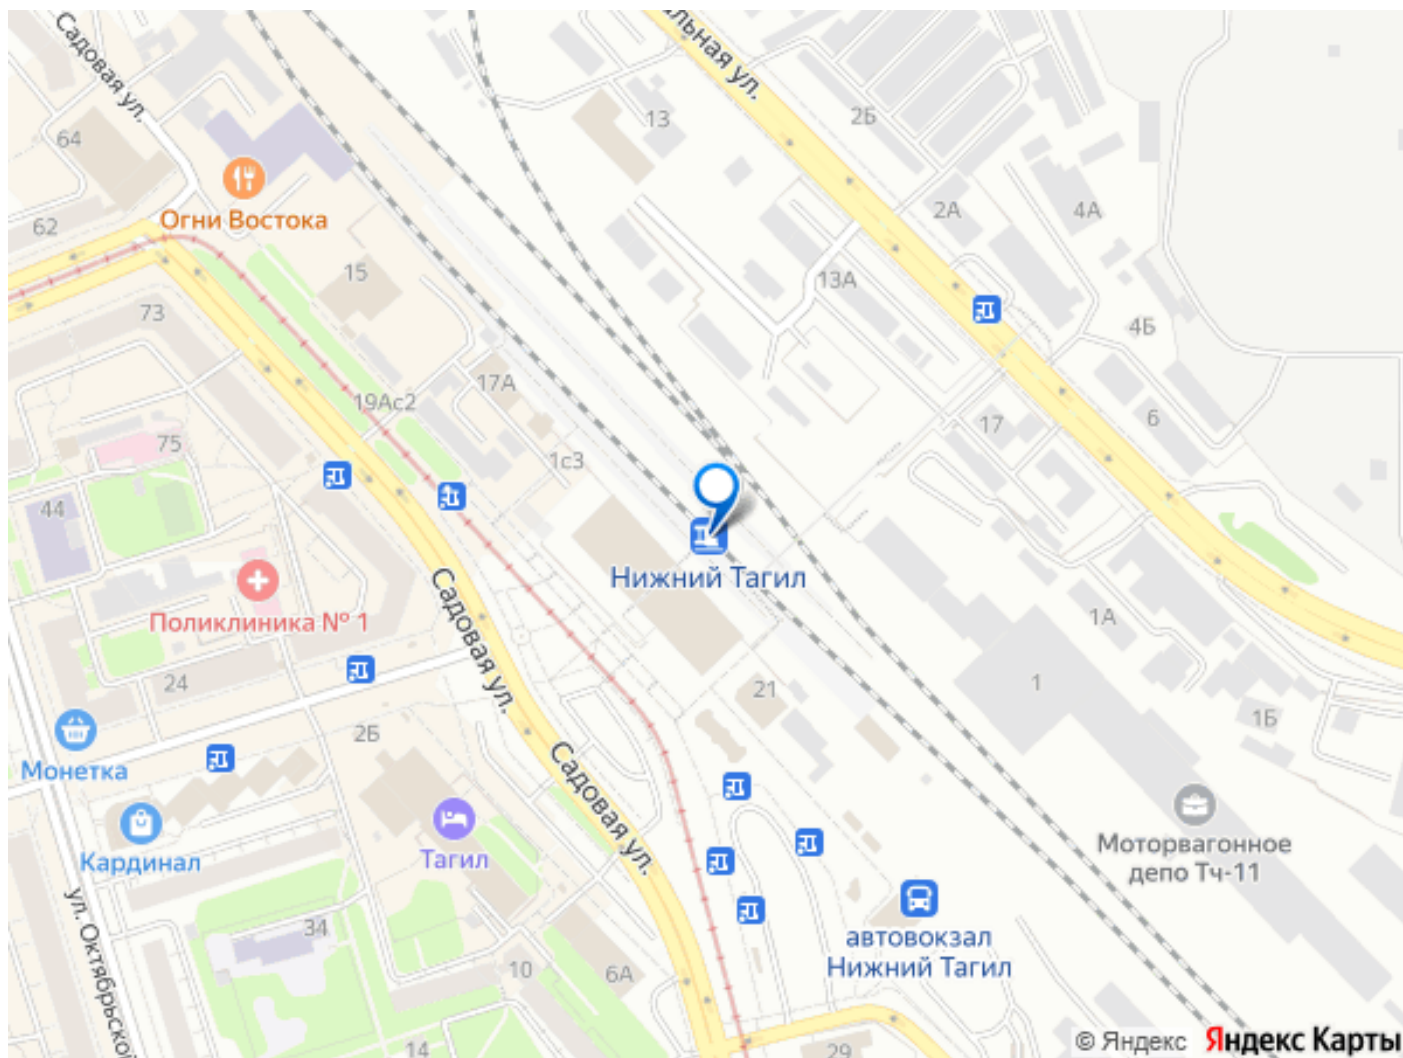 Садовая ул.
альная ул.
64
13
2Б
Огни Востока
62
2А
4А
15
13А
73
4Б
17А
19Ас2
6
17
75
1с3
44
Нижний Тагил
Садовая ул.
Поликлиника № 1
1А
24
21
1
1Б
2Б
Монетка
Садовая ул.
Кардинал
Тагил
Моторвагонное
депо Тч-11
ул. Октябрьской
34
автовокзал
Нижний Тагил
10
6А
14
29
© Яндекс Яндекс Карты